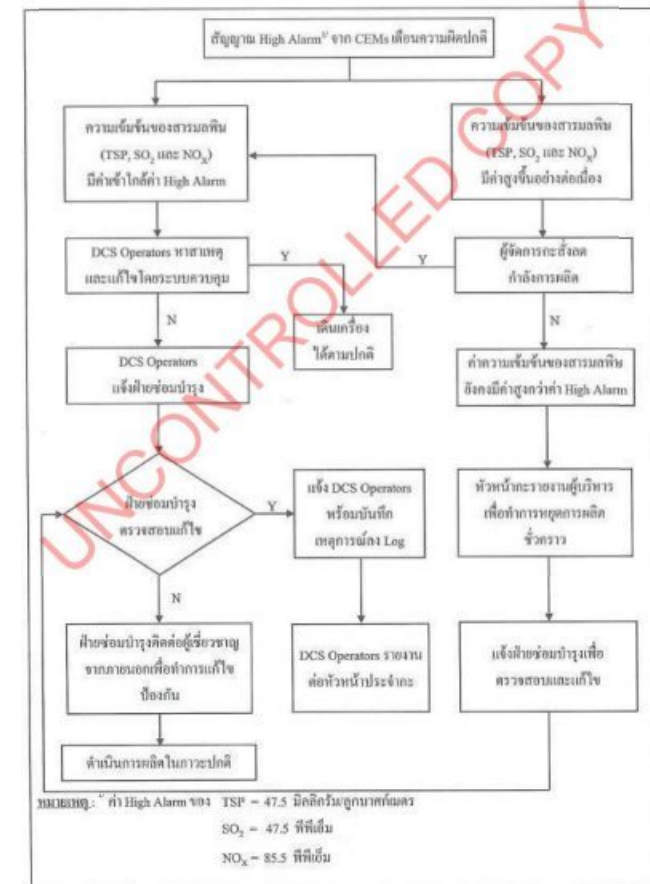 สัญญาณ High Alarm¹/ จาก CEMs เตือนความผิดปกติ
ความเข้มข้นของสารมลพิษ
(TSP, SO₂ และ NOₓ)
มีค่าเข้าใกล้ค่า High Alarm
ความเข้มข้นของสารมลพิษ
(TSP, SO₂ และ NOₓ)
มีค่าสูงขึ้นอย่างต่อเนื่อง
DCS Operators หาสาเหตุ
และแก้ไขโดยระบบควบคุม
Y
Y
ผู้จัดการกะสั่งลด
กำลังการผลิต
N
เดินเครื่อง
ได้ตามปกติ
N
DCS Operators
แจ้งฝ่ายซ่อมบำรุง
ค่าความเข้มข้นของสารมลพิษ
ยังคงมีค่าสูงกว่าค่า High Alarm
ฝ่ายซ่อมบำรุง
ตรวจสอบแก้ไข
Y
แจ้ง DCS Operators
พร้อมบันทึก
เหตุการณ์ลง Log
หัวหน้ากะรายงานผู้บริหาร
เพื่อทำการหยุดการผลิต
ชั่วคราว
N
ฝ่ายซ่อมบำรุงติดต่อผู้เชี่ยวชาญ
จากภายนอกเพื่อทำการแก้ไข
ป้องกัน
DCS Operators รายงาน
ต่อหัวหน้าประจำกะ
แจ้งฝ่ายซ่อมบำรุงเพื่อ
ตรวจสอบและแก้ไข
ดำเนินการผลิตในภาวะปกติ
หมายเหตุ : ค่า High Alarm ของ TSP = 47.5 มิลลิกรัม/ลูกบาศก์เมตร
SO₂ = 47.5 พีพีเอ็ม
NOₓ = 85.5 พีพีเอ็ม
UNCONTROLLED COPY